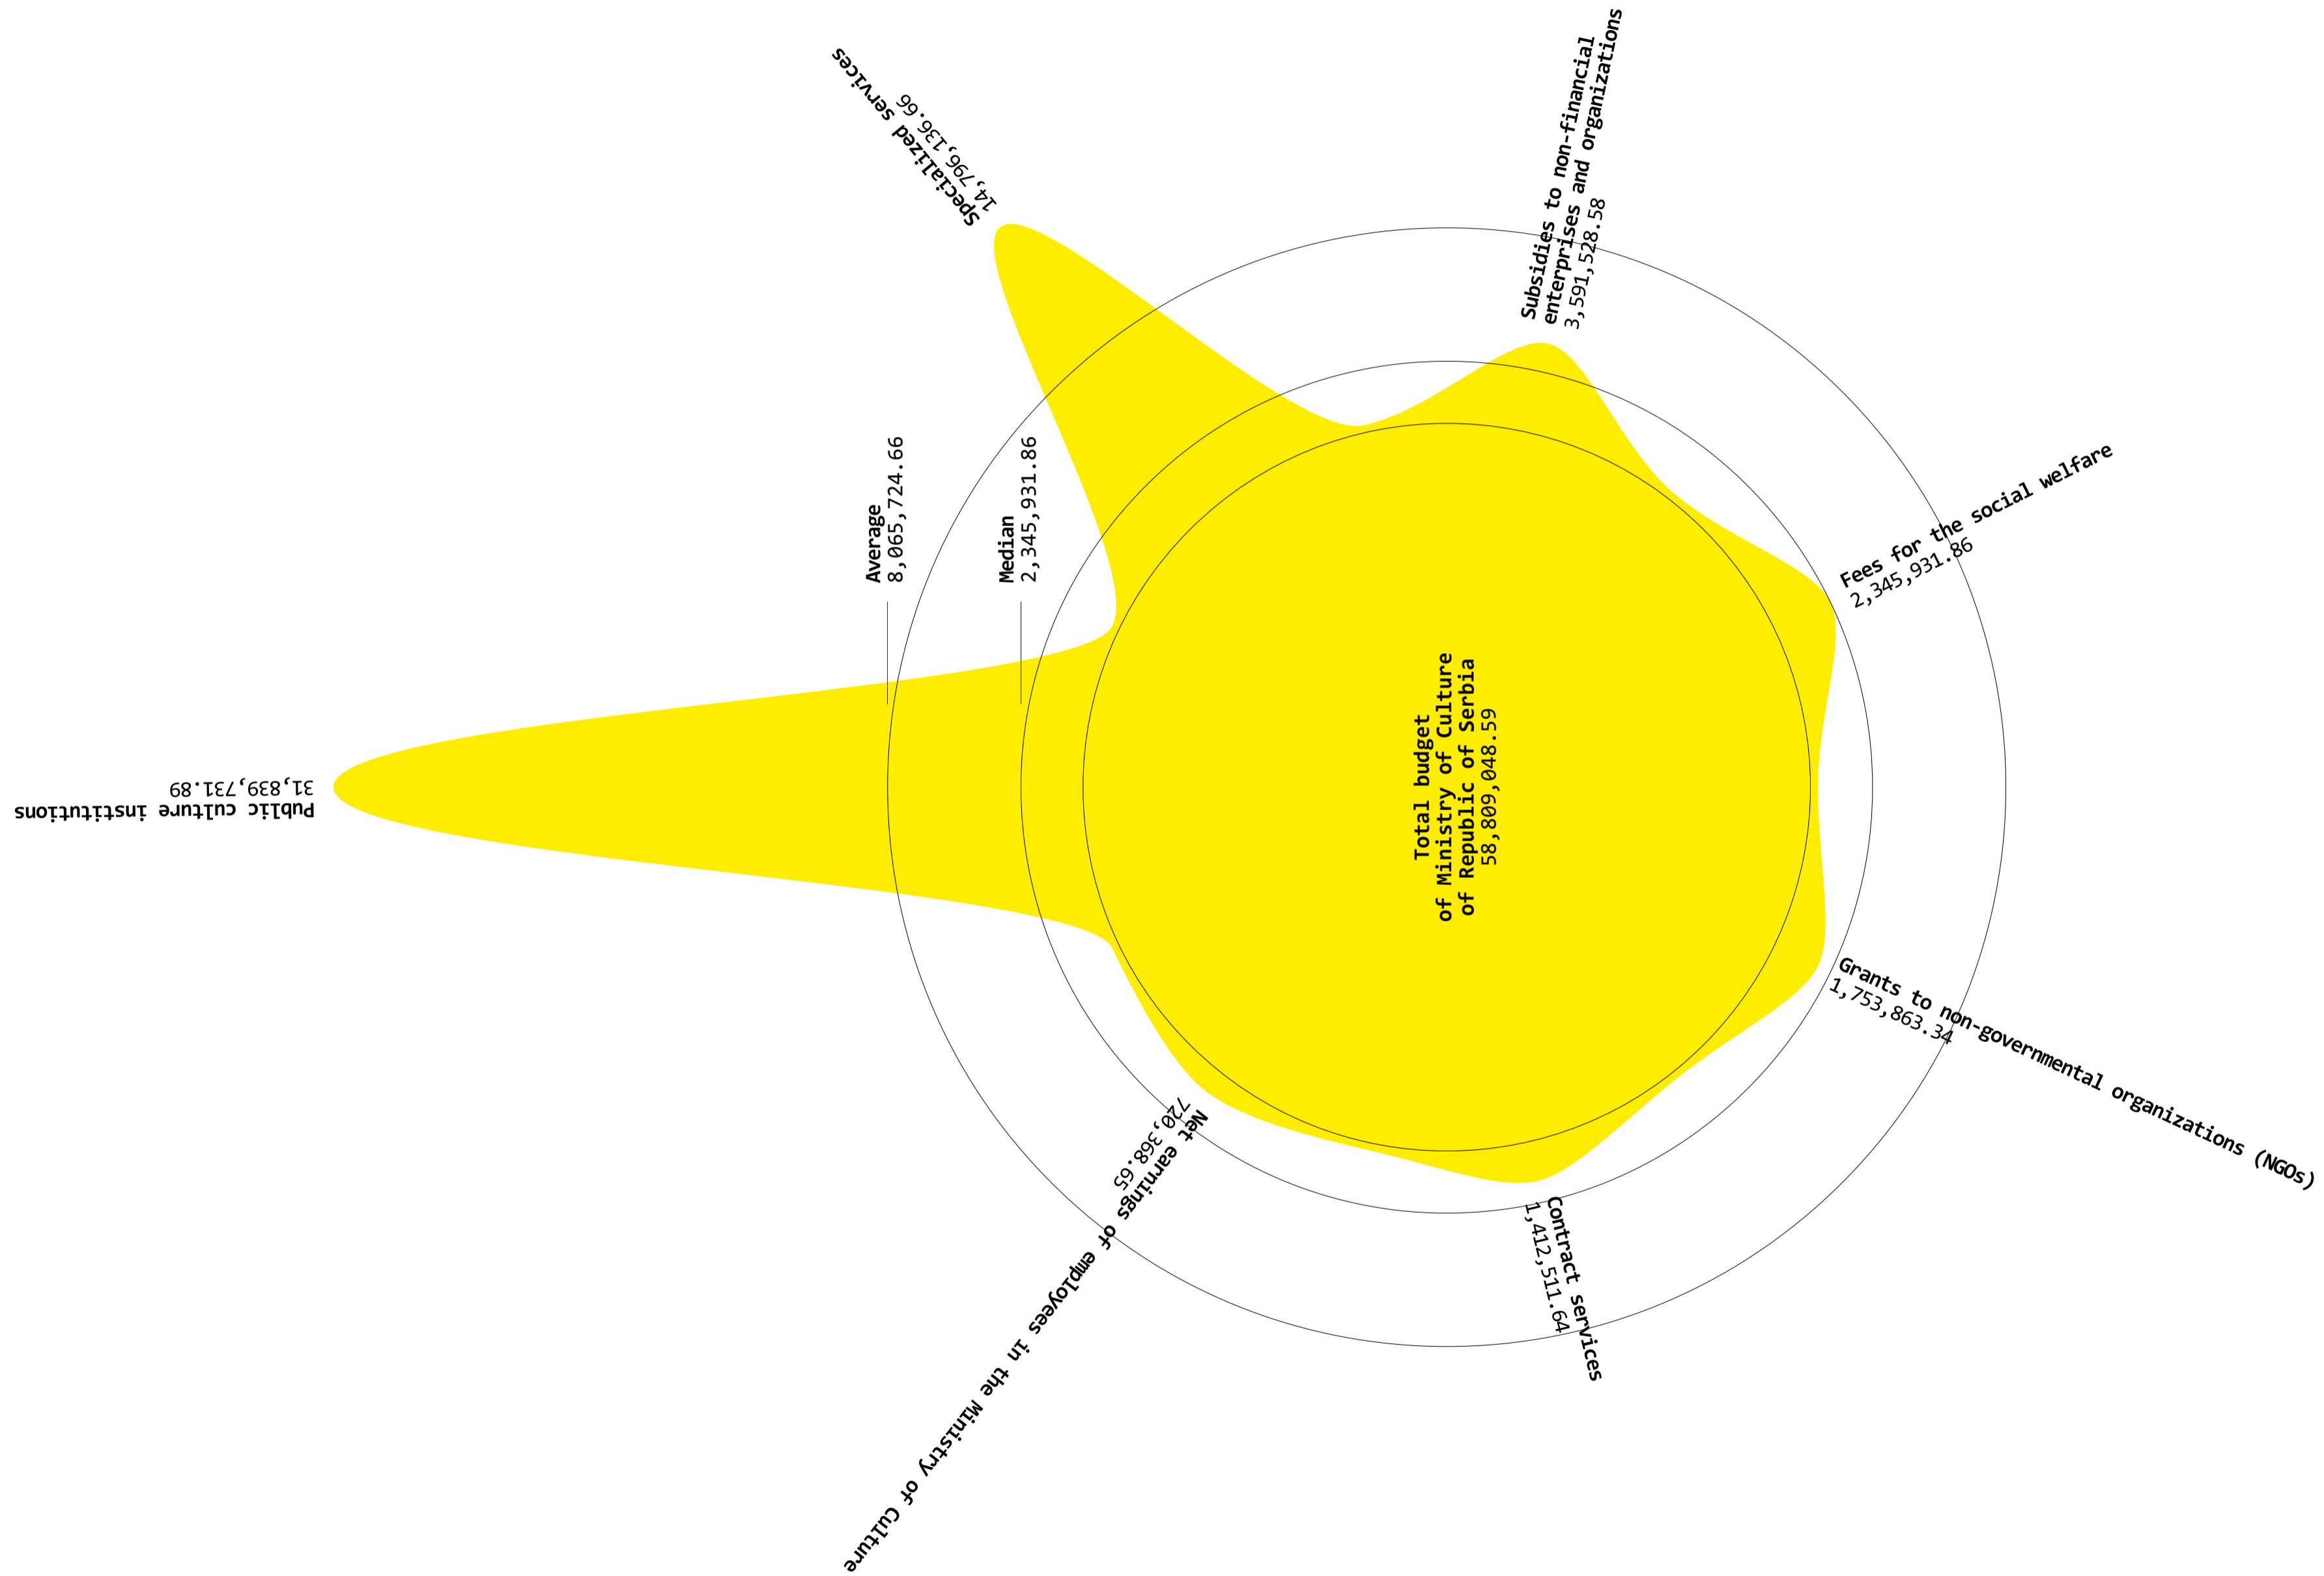 Specialized services
14,796,136.66
Subsidies to non-financial
enterprises and organizations
3,591,528.58
Fees for the social welfare
2,345,931.86
Grants to non-governmental organizations (NGOs)
1,753,863.34
Contract services
1,412,511.64
Net earnings of employees in the Ministry of Culture
720,368.65
Public culture institutions
31,839,731.89
Average
8,065,724.66
Median
2,345,931.86
Total budget
of Ministry of Culture
of Republic of Serbia
58,809,048.59